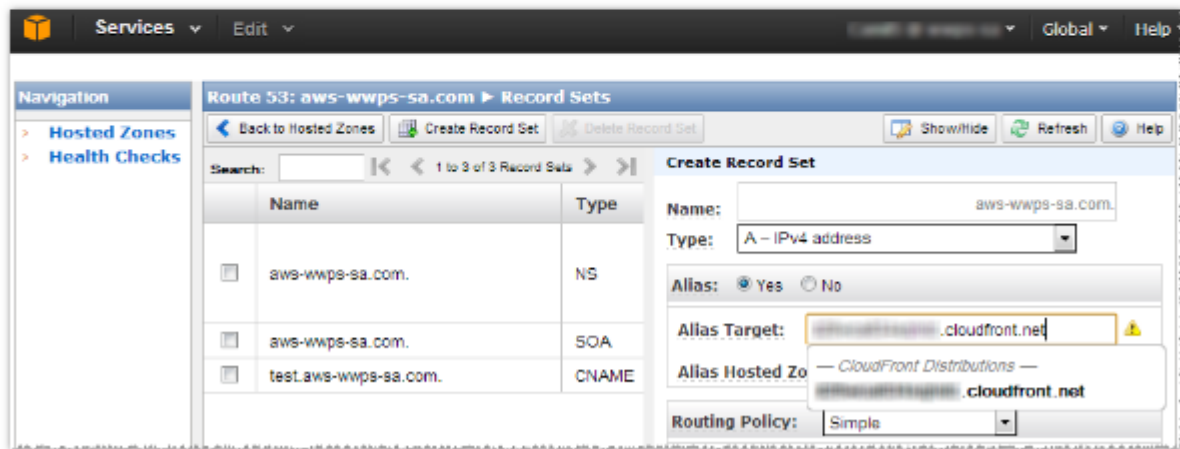 Services Edit Global Help
Navigation
> Hosted Zones
> Health Checks
Route 53: aws-wwps-sa.com ► Record Sets
Back to Hosted Zones Create Record Set Delete Record Set Show/Hide Refresh Help
Search: 1 to 3 of 3 Record Sets
Name Type
aws-wwps-sa.com. NS
aws-wwps-sa.com. SOA
test.aws-wwps-sa.com. CNAME
Create Record Set
Name: aws-wwps-sa.com.
Type: A – IPv4 address
Alias: Yes No
Alias Target: .cloudfront.net
Alias Hosted Zo
— CloudFront Distributions —
.cloudfront.net
Routing Policy: Simple